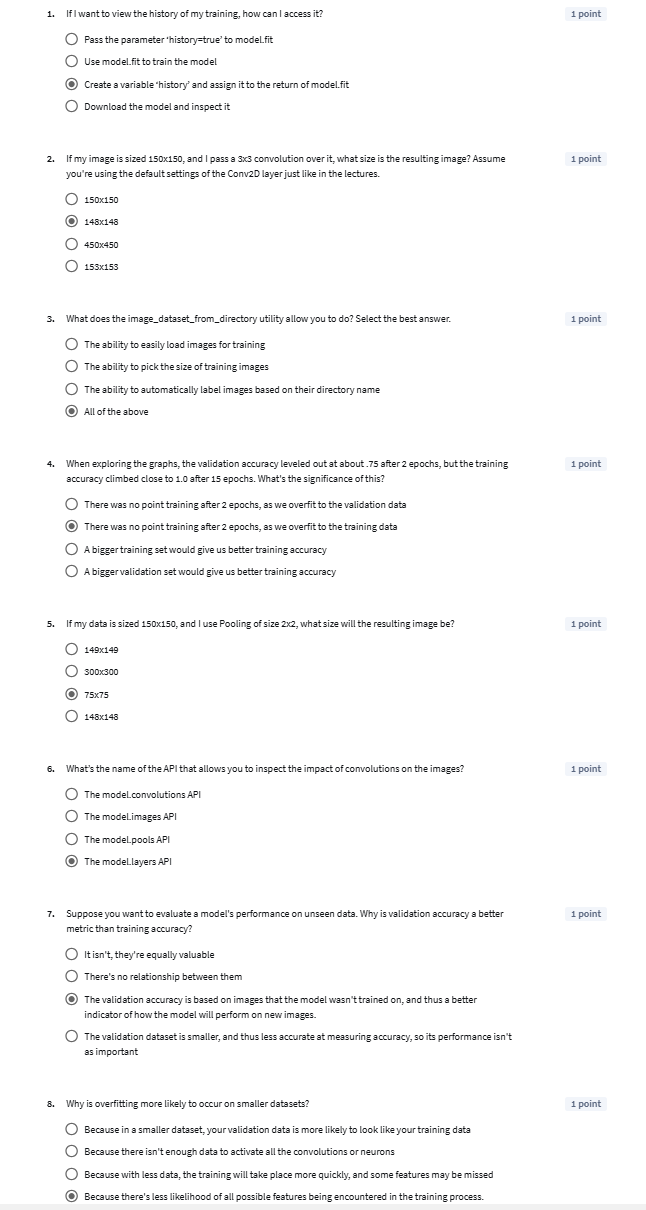 1. If I want to view the history of my training, how can I access it? 1 point
Pass the parameter 'history=true' to model.fit
Use model.fit to train the model
Create a variable 'history' and assign it to the return of model.fit
Download the model and inspect it
2. If my image is sized 150x150, and I pass a 3x3 convolution over it, what size is the resulting image? Assume 1 point
you're using the default settings of the Conv2D layer just like in the lectures.
150x150
148x148
450x450
153x153
3. What does the image_dataset_from_directory utility allow you to do? Select the best answer. 1 point
The ability to easily load images for training
The ability to pick the size of training images
The ability to automatically label images based on their directory name
All of the above
4. When exploring the graphs, the validation accuracy leveled out at about .75 after 2 epochs, but the training 1 point
accuracy climbed close to 1.0 after 15 epochs. What's the significance of this?
There was no point training after 2 epochs, as we overfit to the validation data
There was no point training after 2 epochs, as we overfit to the training data
A bigger training set would give us better training accuracy
A bigger validation set would give us better training accuracy
5. If my data is sized 150x150, and I use Pooling of size 2x2, what size will the resulting image be? 1 point
149x149
300x300
75x75
148x148
6. What's the name of the API that allows you to inspect the impact of convolutions on the images? 1 point
The model.convolutions API
The model.images API
The model.pools API
The model.layers API
7. Suppose you want to evaluate a model's performance on unseen data. Why is validation accuracy a better 1 point
metric than training accuracy?
It isn't, they're equally valuable
There's no relationship between them
The validation accuracy is based on images that the model wasn't trained on, and thus a better
indicator of how the model will perform on new images.
The validation dataset is smaller, and thus less accurate at measuring accuracy, so its performance isn't
as important
8. Why is overfitting more likely to occur on smaller datasets? 1 point
Because in a smaller dataset, your validation data is more likely to look like your training data
Because there isn't enough data to activate all the convolutions or neurons
Because with less data, the training will take place more quickly, and some features may be missed
Because there's less likelihood of all possible features being encountered in the training process.